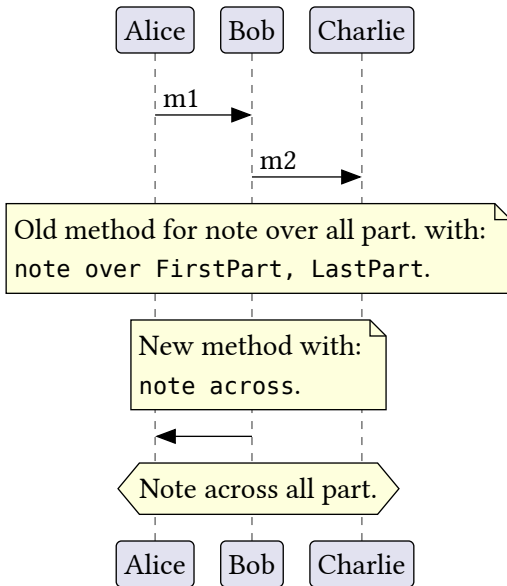 Alice Bob Charlie
m1
m2
Old method for note over all part. with:
note over FirstPart, LastPart.
New method with:
note across.
Note across all part.
Alice Bob Charlie